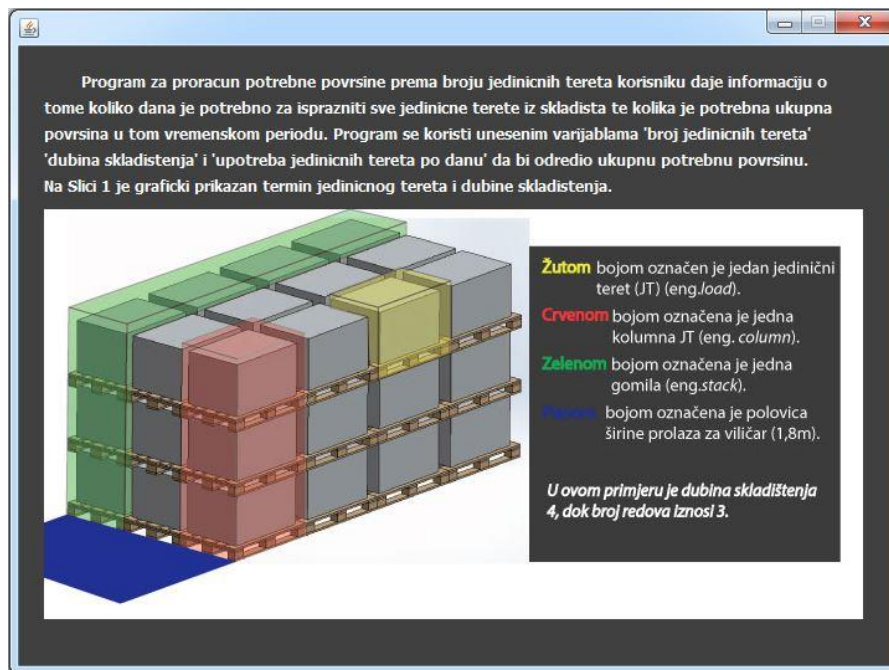 Program za proracun potrebne povrsine prema broju jedinicnih tereta korisniku daje informaciju o
tome koliko dana je potrebno za isprazniti sve jedinicne terete iz skladista te kolika je potrebna ukupna
povrsina u tom vremenskom periodu. Program se koristi unesenim varijablama 'broj jedinicnih tereta'
'dubina skladistenja' i 'upotreba jedinicnih tereta po danu' da bi odredio ukupnu potrebnu povrsinu.
Na Slici 1 je graficki prikazan termin jedinicnog tereta i dubine skladistenja.
Žutom bojom označen je jedan jedinični
teret (JT) (eng.load).
Crvenom bojom označena je jedna
kolumna JT (eng. column).
Zelenom bojom označena je jedna
gomila (eng.stack).
Plavom bojom označena je polovica
širine prolaza za viličar (1,8m).
U ovom primjeru je dubina skladištenja
4, dok broj redova iznosi 3.